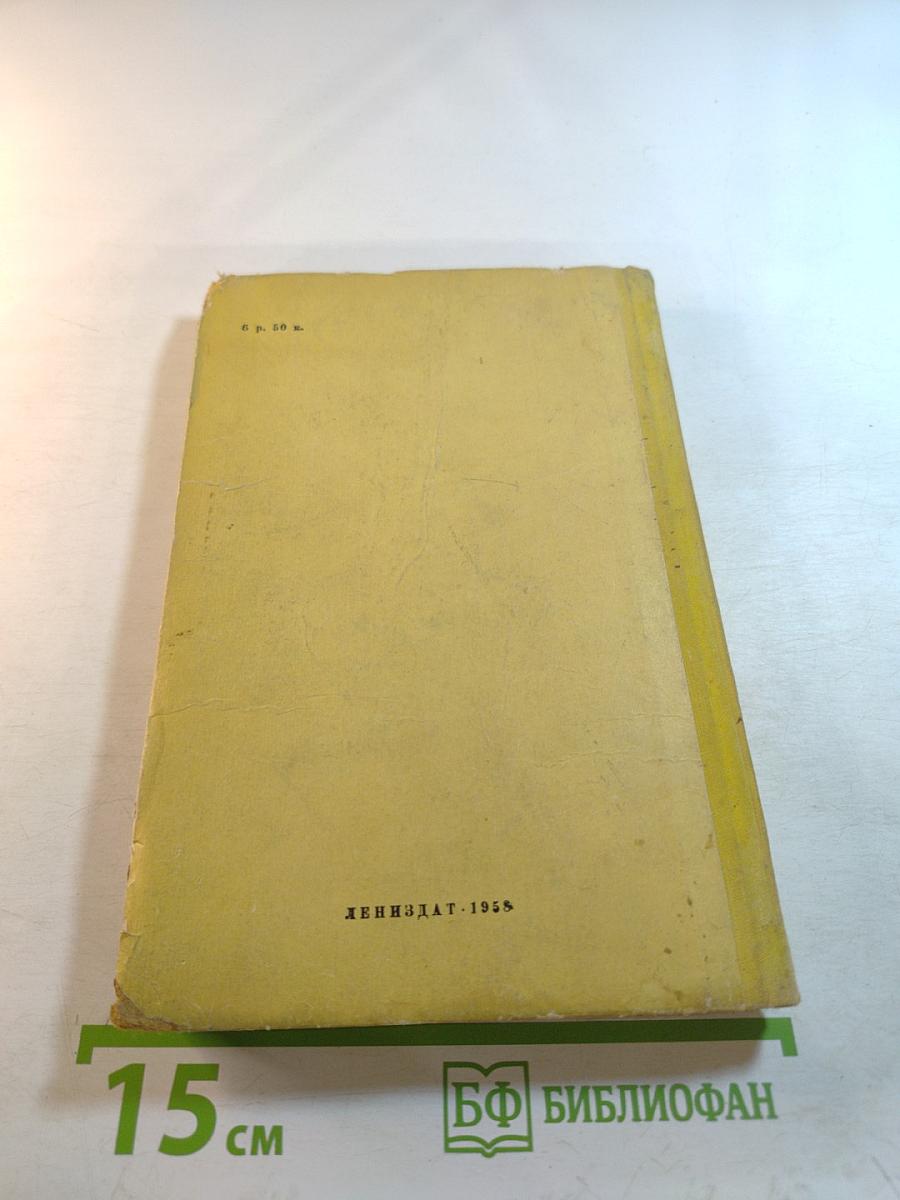 6 р. 50 к.
ЛЕНИЗДАТ · 1958
15 см
БФ БИБЛИОФАН